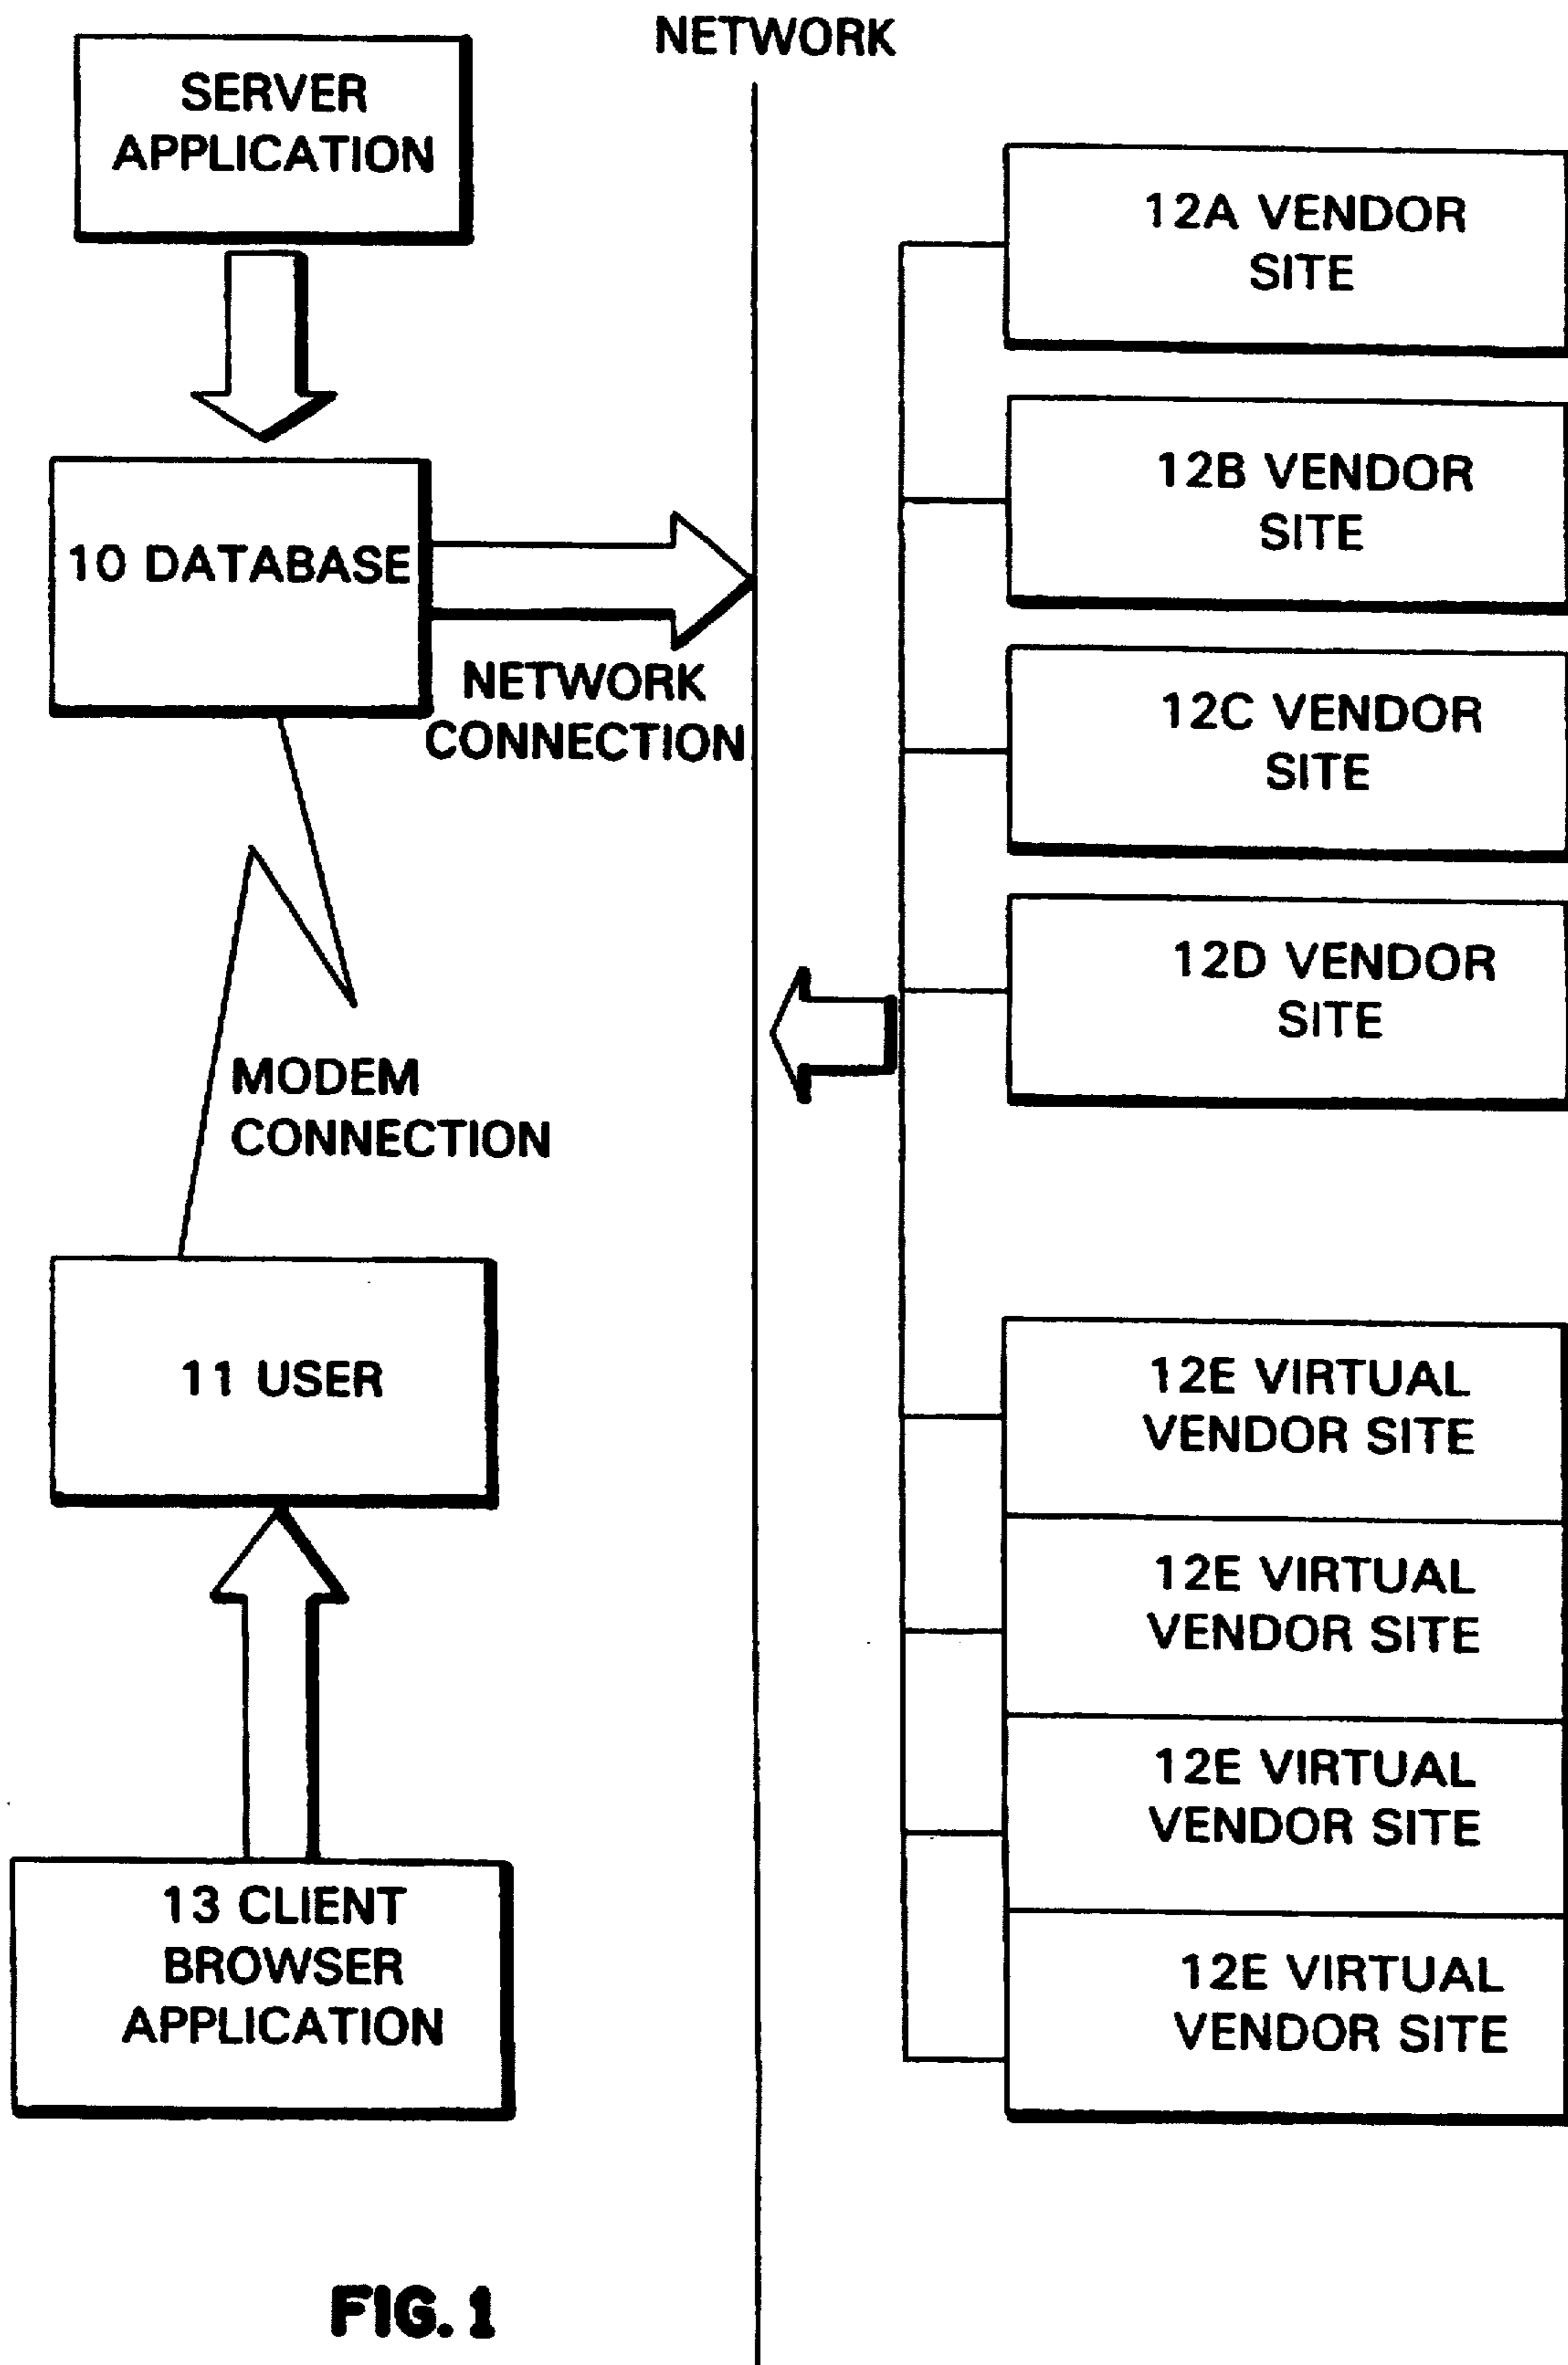 NETWORK
SERVER
APPLICATION
10 DATABASE
NETWORK
CONNECTION
MODEM
CONNECTION
11 USER
13 CLIENT
BROWSER
APPLICATION
12A VENDOR
SITE
12B VENDOR
SITE
12C VENDOR
SITE
12D VENDOR
SITE
12E VIRTUAL
VENDOR SITE
12E VIRTUAL
VENDOR SITE
12E VIRTUAL
VENDOR SITE
12E VIRTUAL
VENDOR SITE
FIG. 1